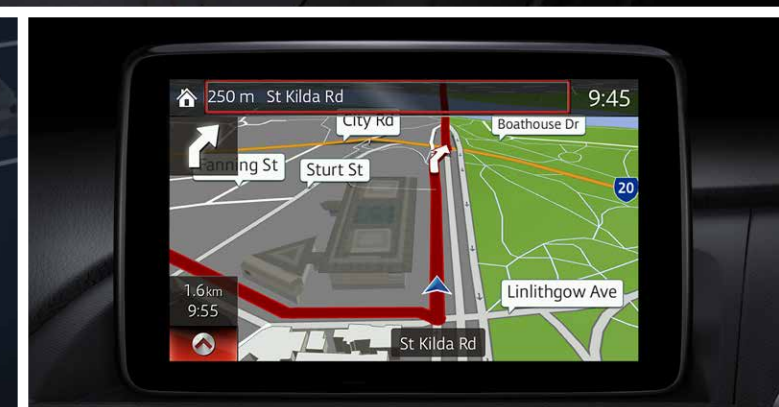 250 m St Kilda Rd
9:45
City Rd
Boathouse Dr
Fanning St
Sturt St
20
1.6km
9:55
Linlithgow Ave
St Kilda Rd